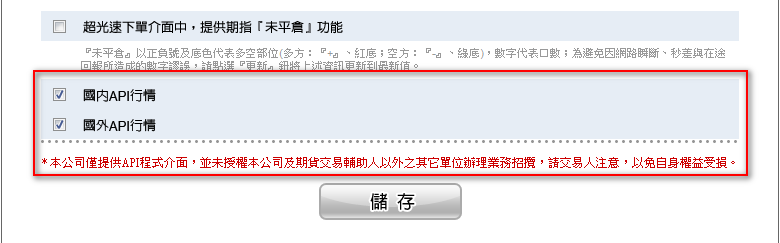 超光速下單介面中，提供期指『未平倉』功能
『未平倉』以正負號及底色代表多空部位(多方：『+』、紅底；空方：『-』、綠底)，數字代表口數；為避免因網路瞬斷、秒差與在途
回報所造成的數字謬誤，請點選『更新』鈕將上述資訊更新到最新值。
國內API行情
國外API行情
*本公司僅提供API程式介面，並未授權本公司及期貨交易輔助人以外之其它單位辦理業務招攬，請交易人注意，以免自身權益受損。
儲 存